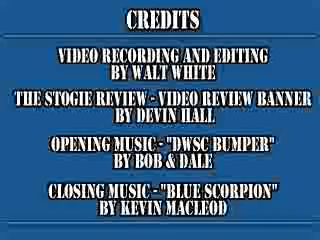 CREDITS
VIDEO RECORDING AND EDITING
BY WALT WHITE
THE STOGIE REVIEW - VIDEO REVIEW BANNER
BY DEVIN HALL
OPENING MUSIC - "DWSC BUMPER"
BY BOB & DALE
CLOSING MUSIC - "BLUE SCORPION"
BY KEVIN MACLEOD